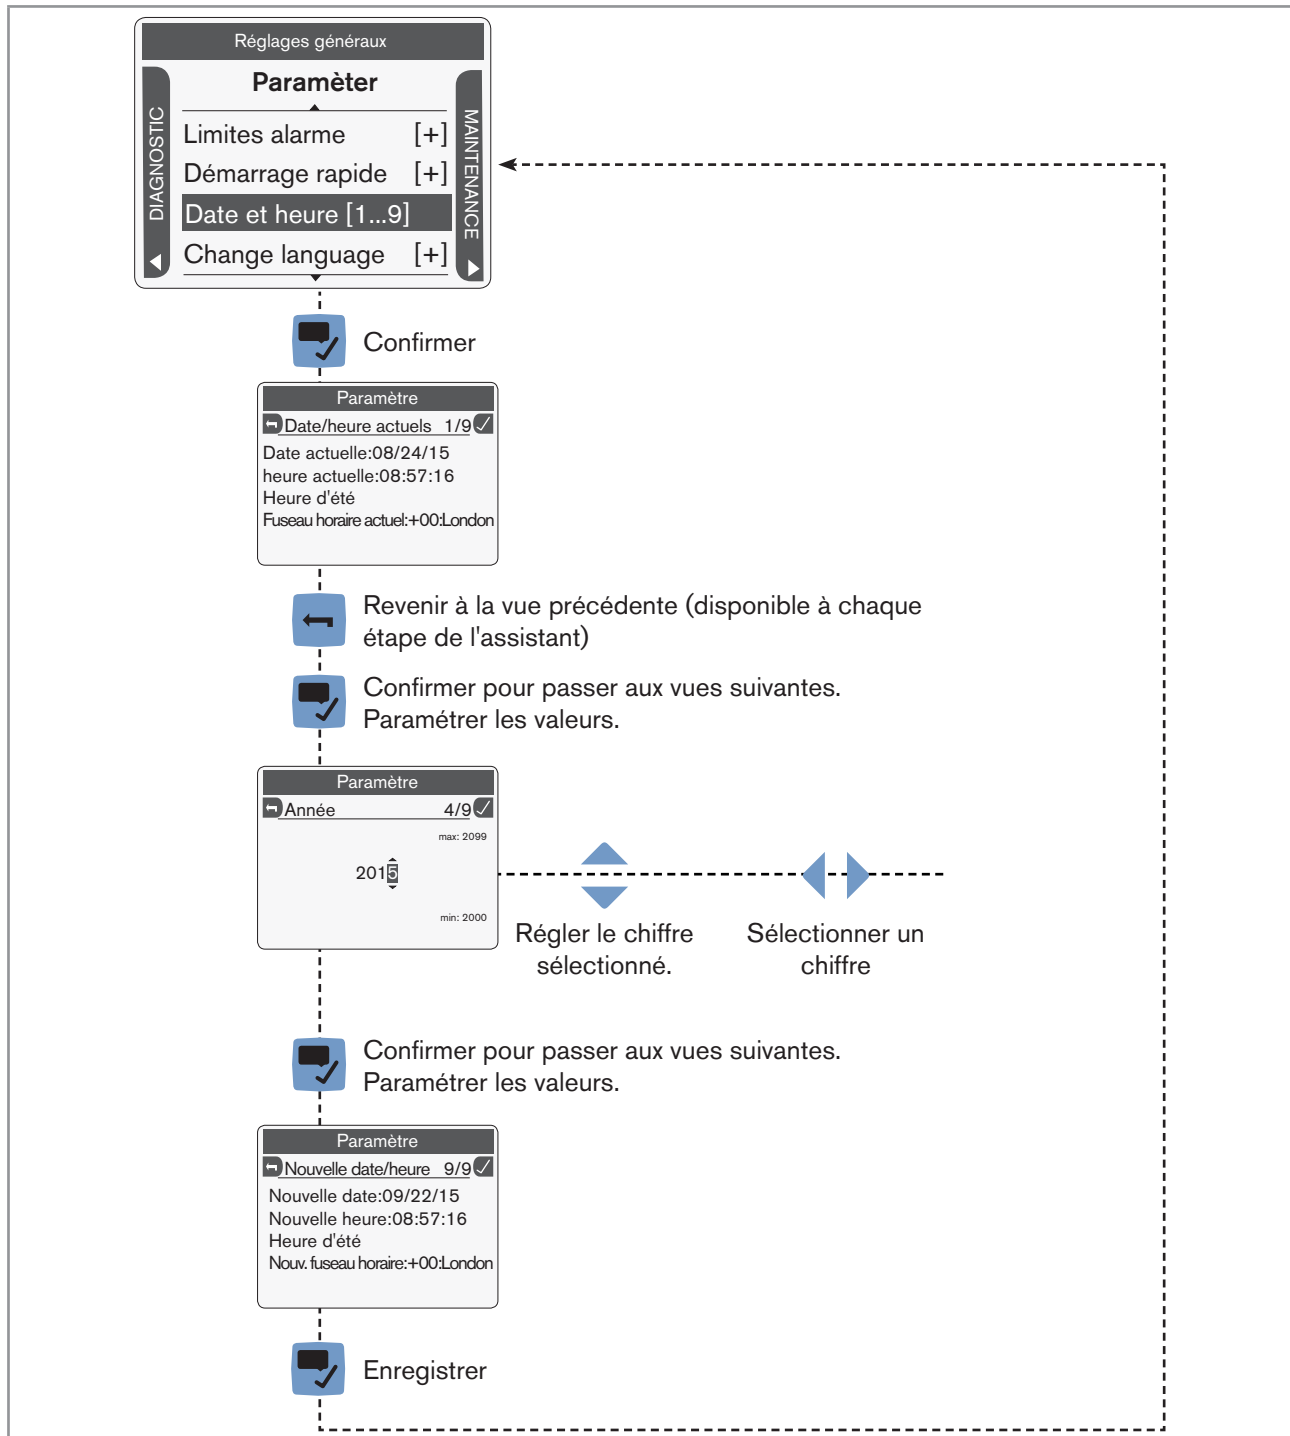 Réglages généraux
Paramèter
DIAGNOSTIC
MAINTENANCE
Limites alarme [+]
Démarrage rapide [+]
Date et heure [1...9]
Change language [+]
Confirmer
Paramètre
Date/heure actuels 1/9
Date actuelle:08/24/15
heure actuelle:08:57:16
Heure d'été
Fuseau horaire actuel:+00:London
Revenir à la vue précédente (disponible à chaque
étape de l'assistant)
Confirmer pour passer aux vues suivantes.
Paramétrer les valeurs.
Paramètre
Année 4/9
max: 2099
2015
min: 2000
Régler le chiffre
sélectionné.
Sélectionner un
chiffre
Confirmer pour passer aux vues suivantes.
Paramétrer les valeurs.
Paramètre
Nouvelle date/heure 9/9
Nouvelle date:09/22/15
Nouvelle heure:08:57:16
Heure d'été
Nouv. fuseau horaire:+00:London
Enregistrer